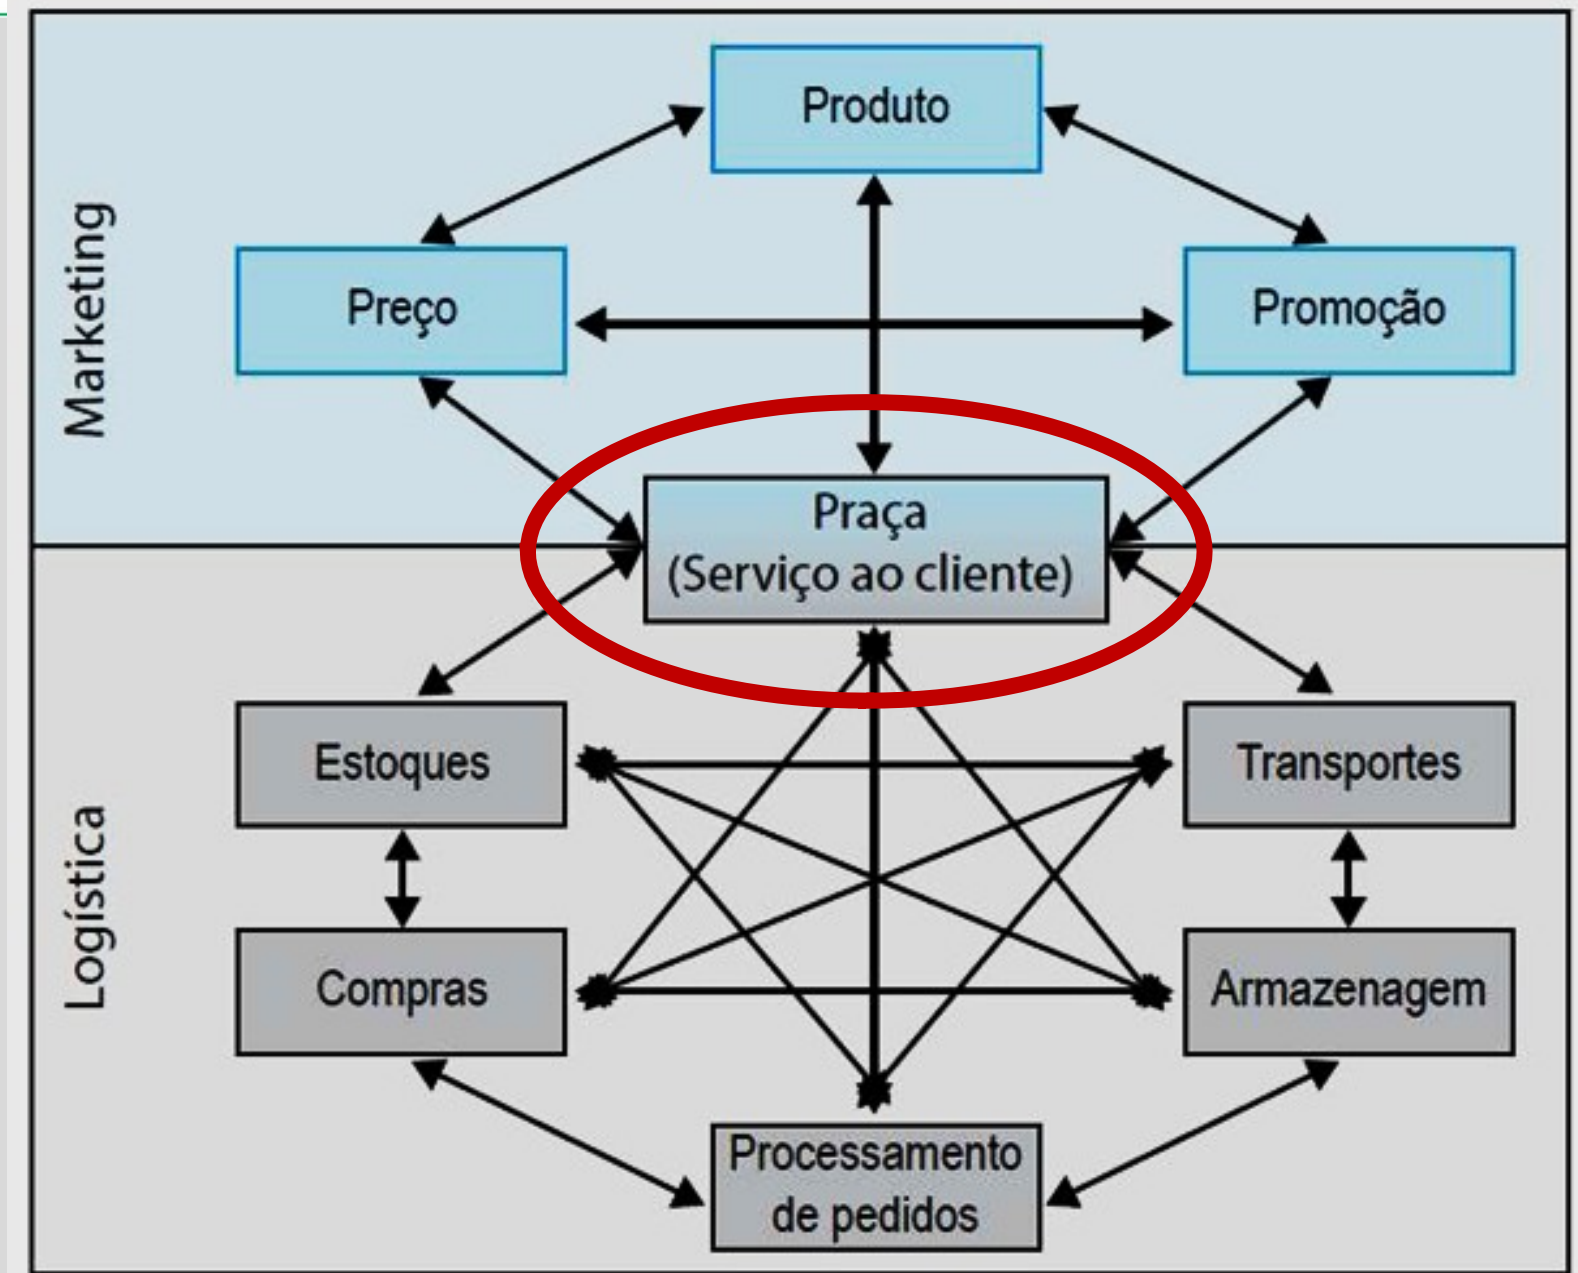 Marketing
Produto
Preço
Promoção
Praça
(Serviço ao cliente)
Logística
Estoques
Transportes
Compras
Armazenagem
Processamento
de pedidos